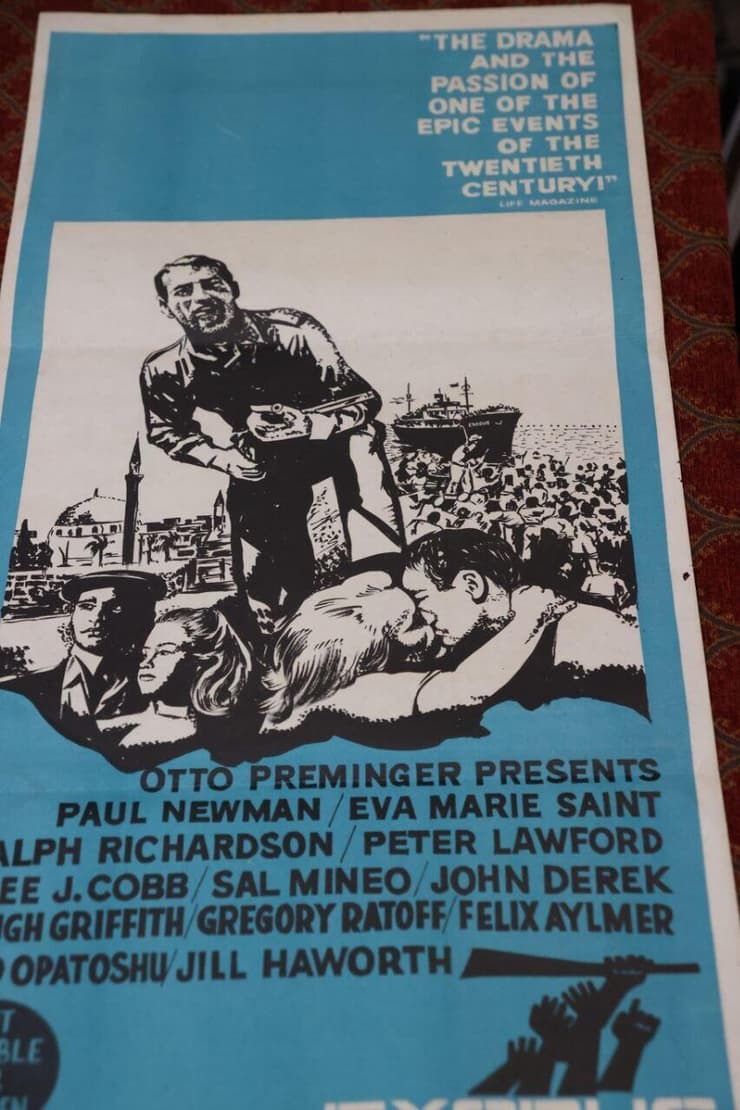 "THE DRAMA
AND THE
PASSION OF
ONE OF THE
EPIC EVENTS
OF THE
TWENTIETH
CENTURY!"
LIFE MAGAZINE
EXODUS
OTTO PREMINGER PRESENTS
PAUL NEWMAN/EVA MARIE SAINT
ALPH RICHARDSON/PETER LAWFORD
EE J. COBB/SAL MINEO/JOHN DEREK
GH GRIFFITH/GREGORY RATOFF/FELIX AYLMER
OPATOSHU/JILL HAWORTH
T
BLE
EN